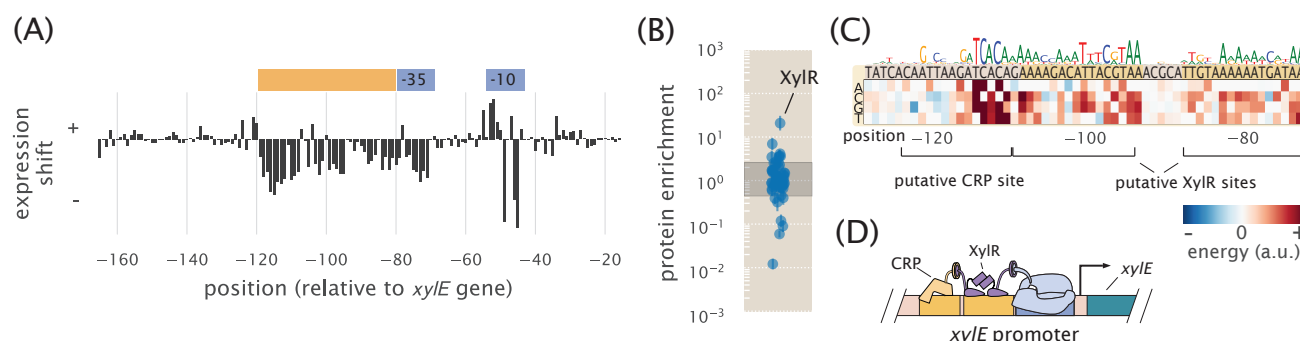 (A)
-35
-10
+
-
expression
shift
−160
−140
−120
−100
−80
−60
−40
−20
position (relative to xylE gene)
(B)
XylR
protein enrichment
10³
10²
10¹
10⁰
10⁻¹
10⁻²
10⁻³
(C)
TATCACAATTAAGATCACAGAAAAGACATTACGTAAACGCATTGTAAAAAATGATAA
A
C
G
T
position
−120
−100
−80
putative CRP site
putative XylR sites
-
0
+
energy (a.u.)
(D)
CRP
XylR
xylE
xylE promoter